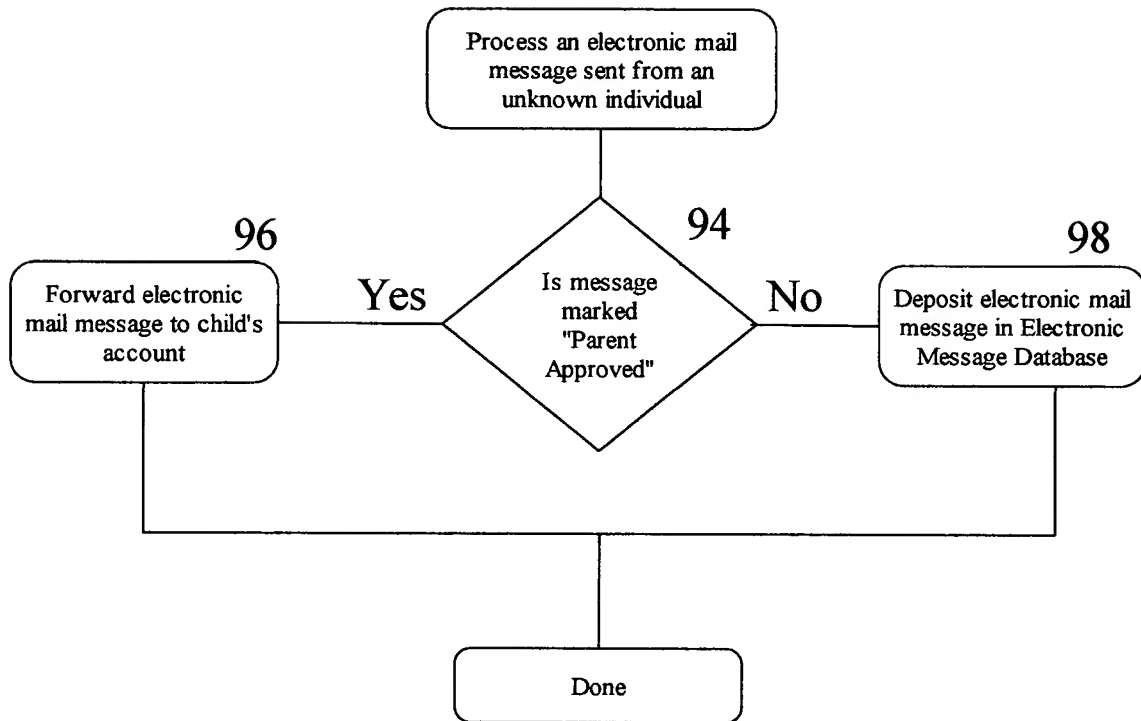 Process an electronic mail
message sent from an
unknown individual
96
94
98
Forward electronic
mail message to child's
account
Yes
Is message
marked
"Parent
Approved"
No
Deposit electronic mail
message in Electronic
Message Database
Done